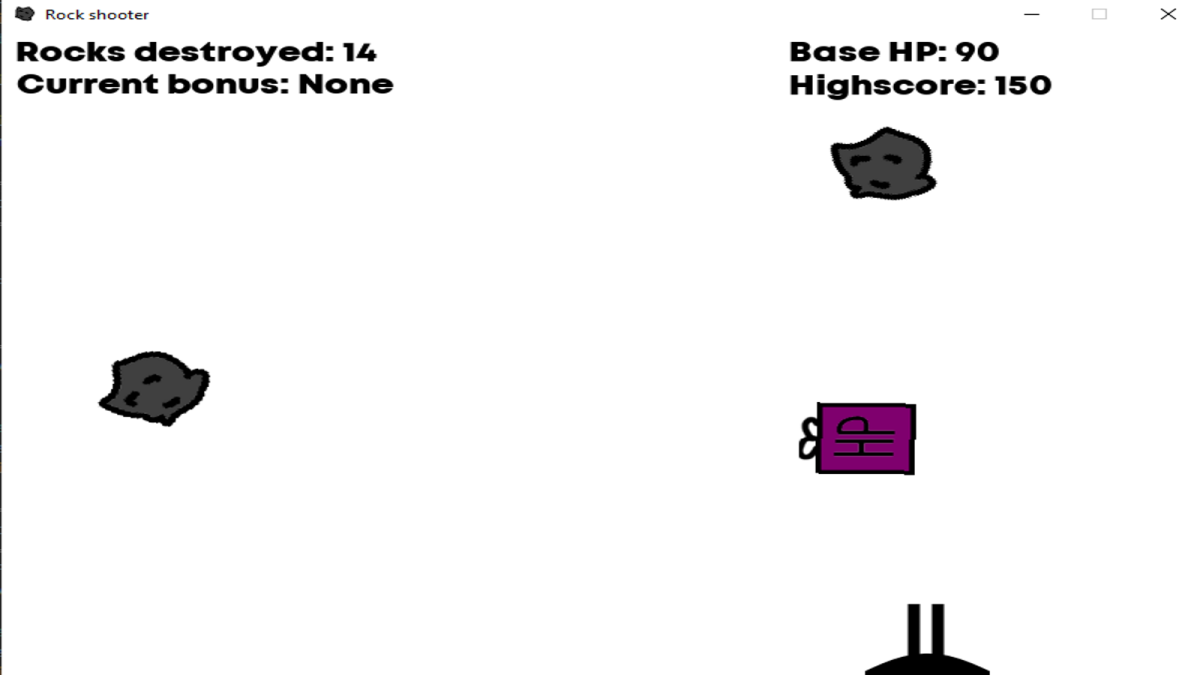 Rock shooter
Rocks destroyed: 14
Current bonus: None
Base HP: 90
Highscore: 150
HP